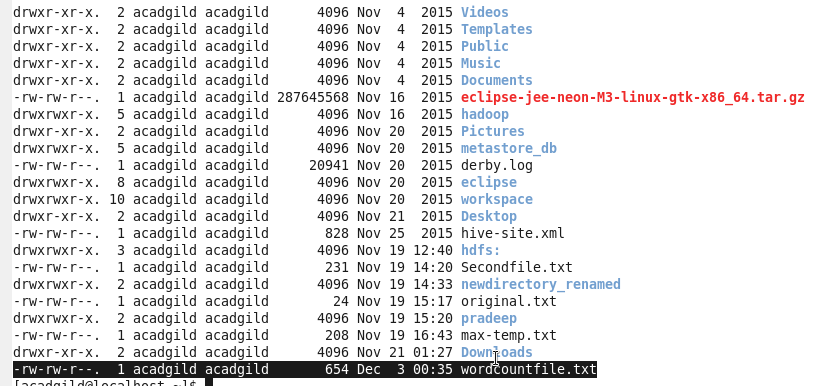 drwxr-xr-x.  2 acadgild acadgild      4096 Nov  4  2015 Videos
drwxr-xr-x.  2 acadgild acadgild      4096 Nov  4  2015 Templates
drwxr-xr-x.  2 acadgild acadgild      4096 Nov  4  2015 Public
drwxr-xr-x.  2 acadgild acadgild      4096 Nov  4  2015 Music
drwxr-xr-x.  2 acadgild acadgild      4096 Nov  4  2015 Documents
-rw-rw-r--.  1 acadgild acadgild 287645568 Nov 16  2015 eclipse-jee-neon-M3-linux-gtk-x86_64.tar.gz
drwxrwxr-x.  5 acadgild acadgild      4096 Nov 16  2015 hadoop
drwxr-xr-x.  2 acadgild acadgild      4096 Nov 20  2015 Pictures
drwxrwxr-x.  5 acadgild acadgild      4096 Nov 20  2015 metastore_db
-rw-rw-r--.  1 acadgild acadgild     20941 Nov 20  2015 derby.log
drwxrwxr-x.  8 acadgild acadgild      4096 Nov 20  2015 eclipse
drwxrwxr-x. 10 acadgild acadgild      4096 Nov 20  2015 workspace
drwxr-xr-x.  2 acadgild acadgild      4096 Nov 21  2015 Desktop
-rw-rw-r--.  1 acadgild acadgild       828 Nov 25  2015 hive-site.xml
drwxrwxr-x.  3 acadgild acadgild      4096 Nov 19 12:40 hdfs:
-rw-rw-r--.  1 acadgild acadgild       231 Nov 19 14:20 Secondfile.txt
drwxrwxr-x.  2 acadgild acadgild      4096 Nov 19 14:33 newdirectory_renamed
-rw-rw-r--.  1 acadgild acadgild        24 Nov 19 15:17 original.txt
drwxrwxr-x.  2 acadgild acadgild      4096 Nov 19 15:20 pradeep
-rw-rw-r--.  1 acadgild acadgild       208 Nov 19 16:43 max-temp.txt
drwxr-xr-x.  2 acadgild acadgild      4096 Nov 21 01:27 Downloads
-rw-rw-r--.  1 acadgild acadgild       654 Dec  3 00:35 wordcountfile.txt
[acadgild@localhost ~]$